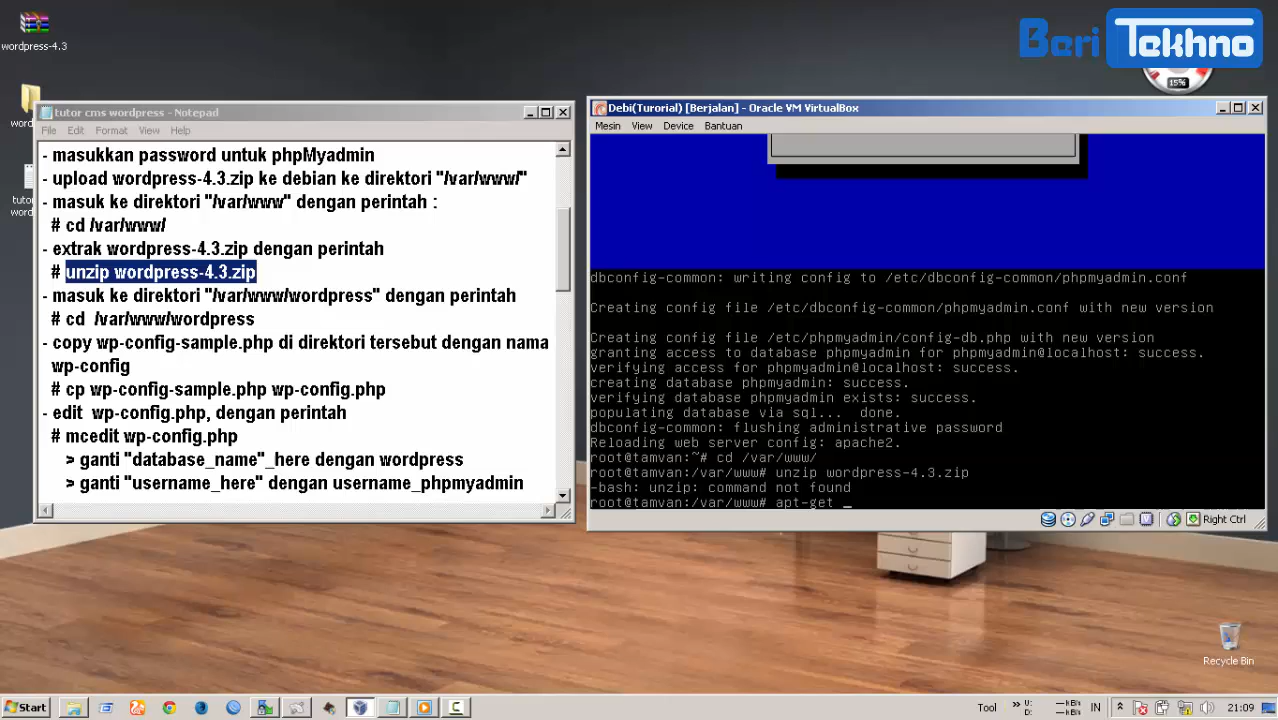 Beri Tekhno
wordpress-4.3
15%
tutor cms wordpress - Notepad
File Edit Format View Help
- masukkan password untuk phpMyadmin
- upload wordpress-4.3.zip ke debian ke direktori "/var/www/"
- masuk ke direktori "/var/www" dengan perintah :
# cd /var/www/
- extrak wordpress-4.3.zip dengan perintah
# unzip wordpress-4.3.zip
- masuk ke direktori "/var/www/wordpress" dengan perintah
# cd /var/www/wordpress
- copy wp-config-sample.php di direktori tersebut dengan nama
wp-config
# cp wp-config-sample.php wp-config.php
- edit wp-config.php, dengan perintah
# mcedit wp-config.php
> ganti "database_name"_here dengan wordpress
> ganti "username_here" dengan username_phpmyadmin
Debi(Turorial) [Berjalan] - Oracle VM VirtualBox
Mesin View Device Bantuan
dbconfig-common: writing config to /etc/dbconfig-common/phpmyadmin.conf
Creating config file /etc/dbconfig-common/phpmyadmin.conf with new version
Creating config file /etc/phpmyadmin/config-db.php with new version
granting access to database phpmyadmin for phpmyadmin@localhost: success.
verifying access for phpmyadmin@localhost: success.
creating database phpmyadmin: success.
verifying database phpmyadmin exists: success.
populating database via sql... done.
dbconfig-common: flushing administrative password
Reloading web server config: apache2.
root@tamvan:~# cd /var/www/
root@tamvan:/var/www# unzip wordpress-4.3.zip
-bash: unzip: command not found
root@tamvan:/var/www# apt-get _
Right Ctrl
Recycle Bin
Start
Tool
IN
21:09